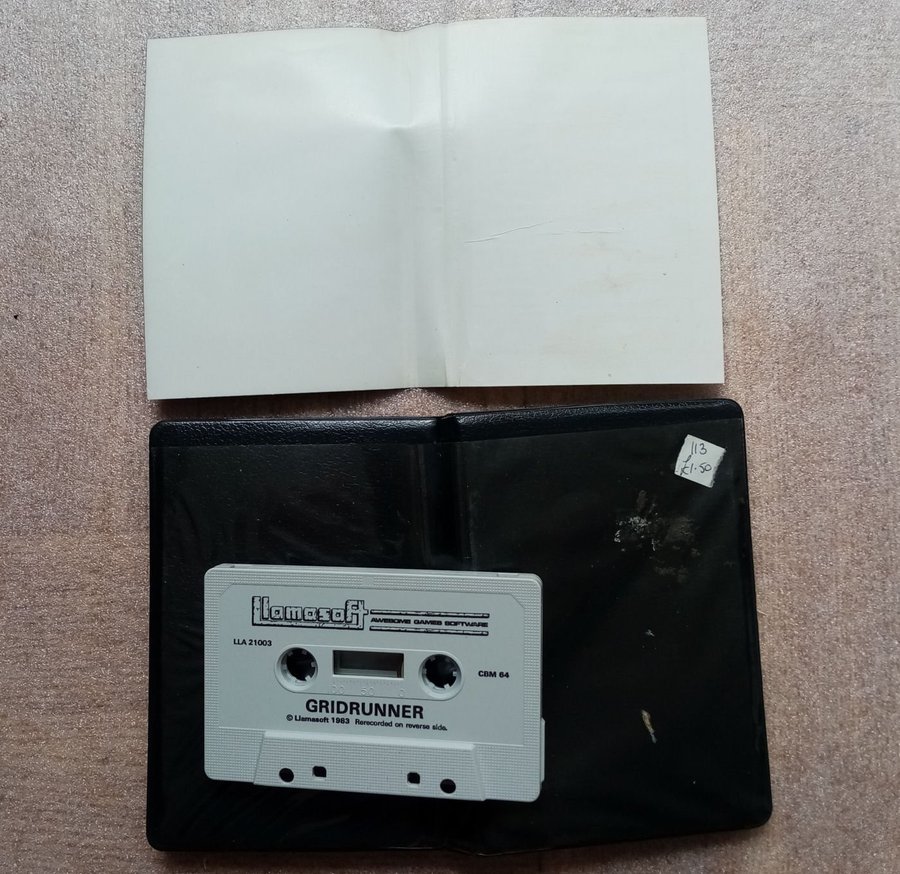 113
£1.50
llamasoft
AWESOME GAMES SOFTWARE
LLA 21003
CBM 64
GRIDRUNNER
© Llamasoft 1983 Rerecorded on reverse side.